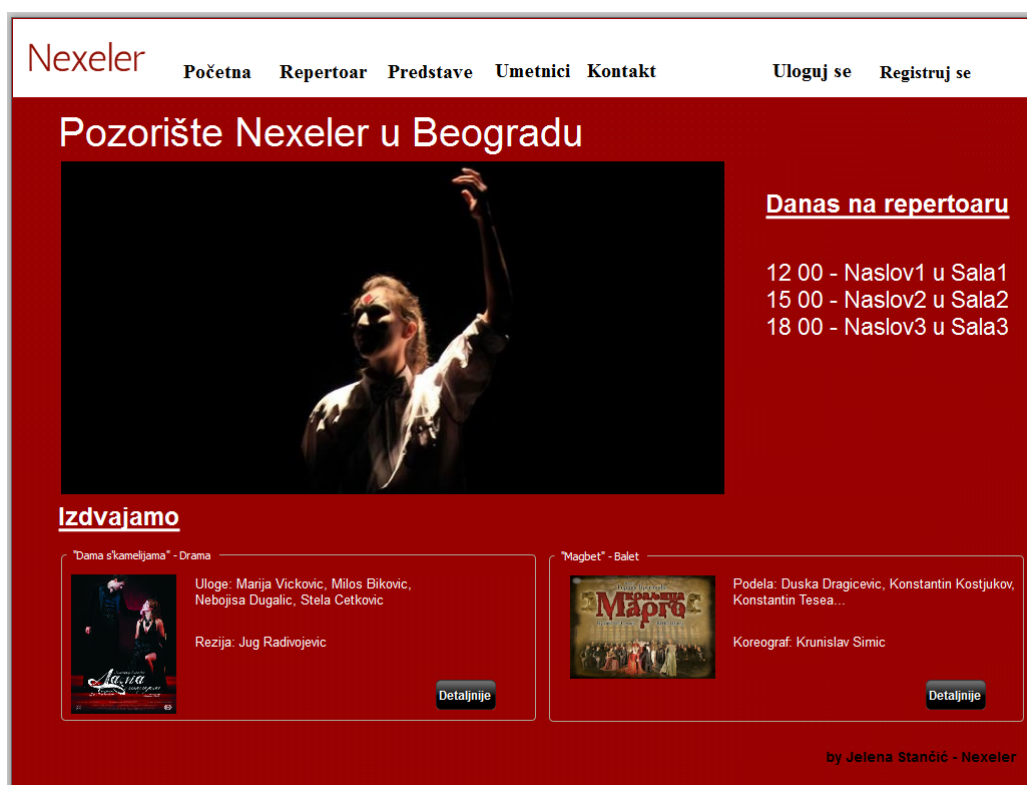 Nexeler
Početna Repertoar Predstave Umetnici Kontakt Uloguj se Registruj se
Pozorište Nexeler u Beogradu
Danas na repertoaru
12 00 - Naslov1 u Sala1
15 00 - Naslov2 u Sala2
18 00 - Naslov3 u Sala3
Izdvajamo
"Dama s'kamelijama" - Drama
Дама
Uloge: Marija Vickovic, Milos Bikovic,
Nebojisa Dugalic, Stela Cetkovic
Rezija: Jug Radivojevic
Detaljnije
"Magbet" - Balet
Марго
Podela: Duska Dragicevic, Konstantin Kostjukov,
Konstantin Tesea...
Koreograf: Krunislav Simic
Detaljnije
by Jelena Stančić - Nexeler